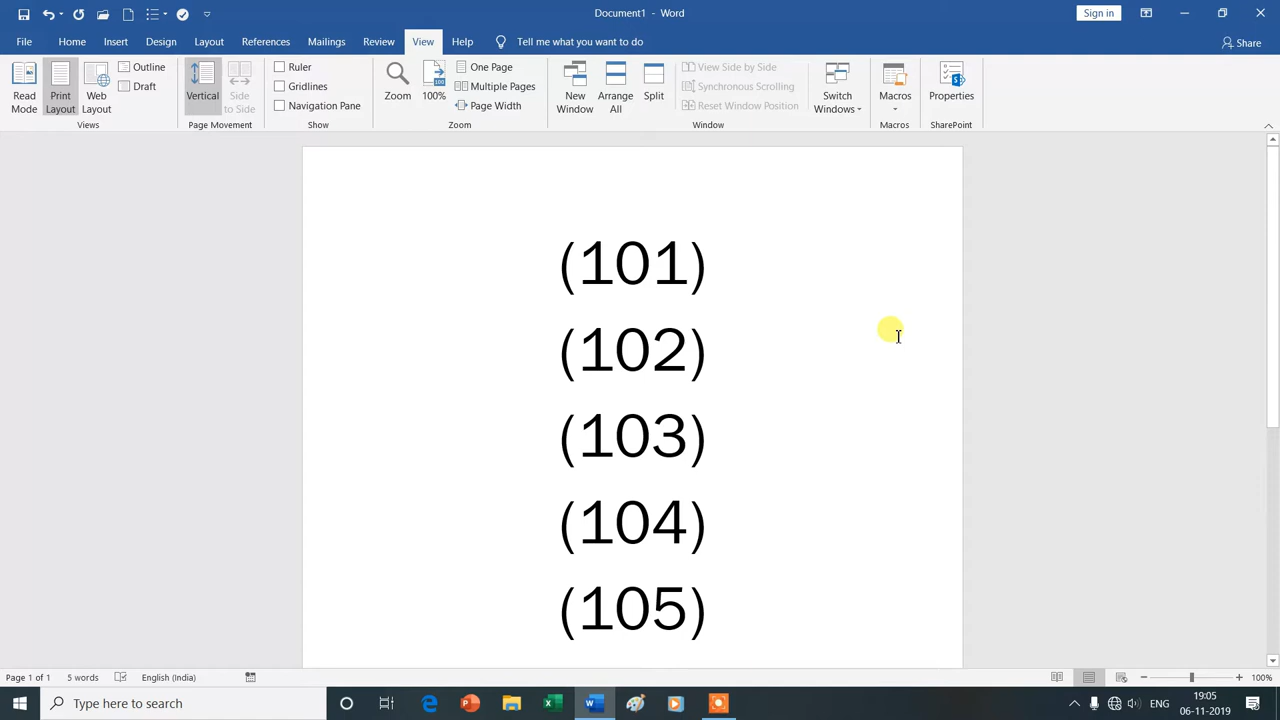 Document1 - Word
Sign in
File Home Insert Design Layout References Mailings Review View Help Tell me what you want to do
Share
Read Mode
Print Layout
Web Layout
Outline
Draft
Views
Vertical
Side to Side
Page Movement
Ruler
Gridlines
Navigation Pane
Show
Zoom
100
100%
One Page
Multiple Pages
Page Width
Zoom
New Window
Arrange All
Split
View Side by Side
Synchronous Scrolling
Reset Window Position
Window
Switch Windows
Macros
Macros
Properties
SharePoint
(101)
(102)
(103)
(104)
(105)
Page 1 of 1 5 words English (India) 100%
Type here to search
ENG
19:05
06-11-2019